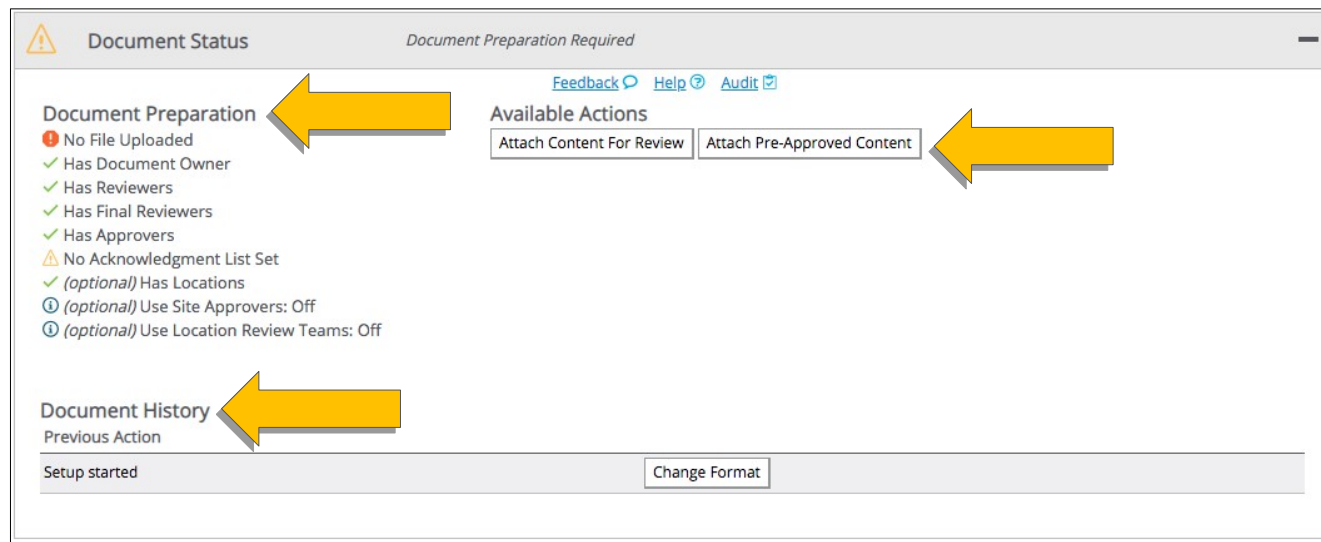 Document Status Document Preparation Required
Feedback Help Audit
Document Preparation
No File Uploaded
Has Document Owner
Has Reviewers
Has Final Reviewers
Has Approvers
No Acknowledgment List Set
(optional) Has Locations
(optional) Use Site Approvers: Off
(optional) Use Location Review Teams: Off
Available Actions
Attach Content For Review Attach Pre-Approved Content
Document History
Previous Action
Setup started Change Format